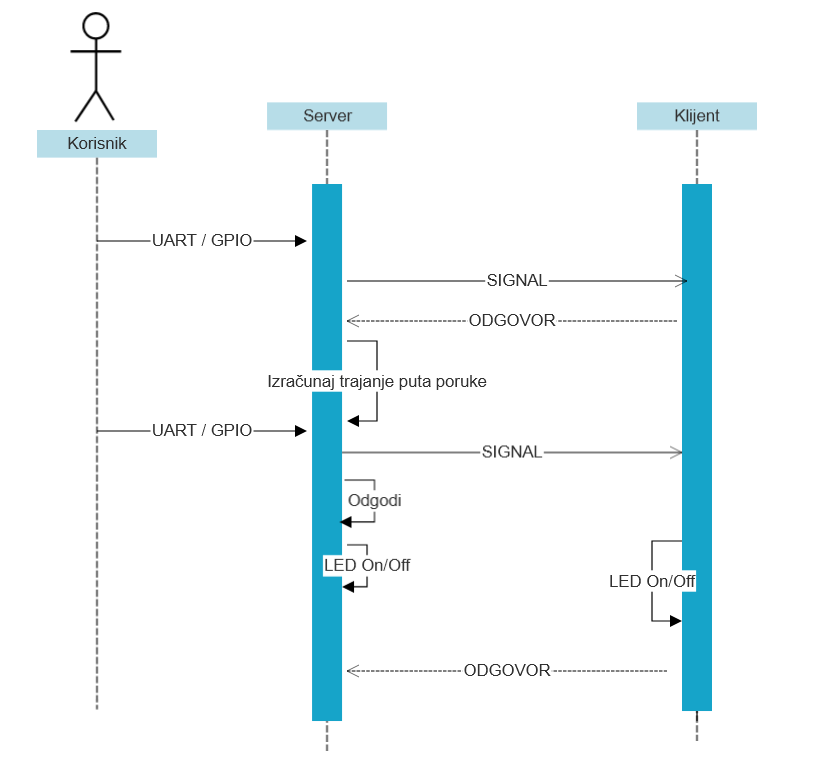 Server
Klijent
Korisnik
UART / GPIO
SIGNAL
ODGOVOR
Izračunaj trajanje puta poruke
UART / GPIO
SIGNAL
Odgodi
LED On/Off
LED On/Off
ODGOVOR